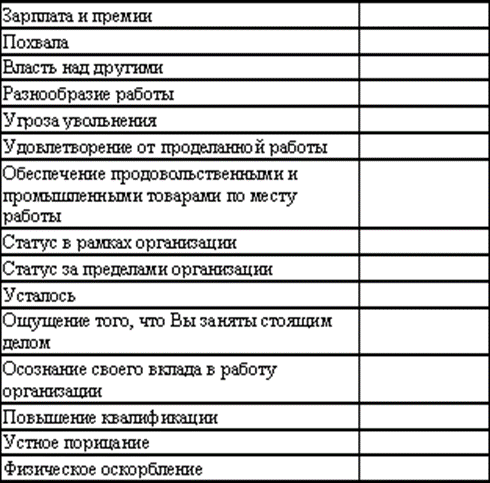 Зарплата и премии
Похвала
Власть над другими
Разнообразие работы
Угроза увольнения
Удовлетворение от проделанной работы
Обеспечение продовольственными и
промышленными товарами по месту
работы
Статус в рамках организации
Статус за пределами организации
Усталось
Ощущение того, что Вы заняты стоящим
делом
Осознание своего вклада в работу
организации
Повышение квалификации
Устное порицание
Физическое оскорбление